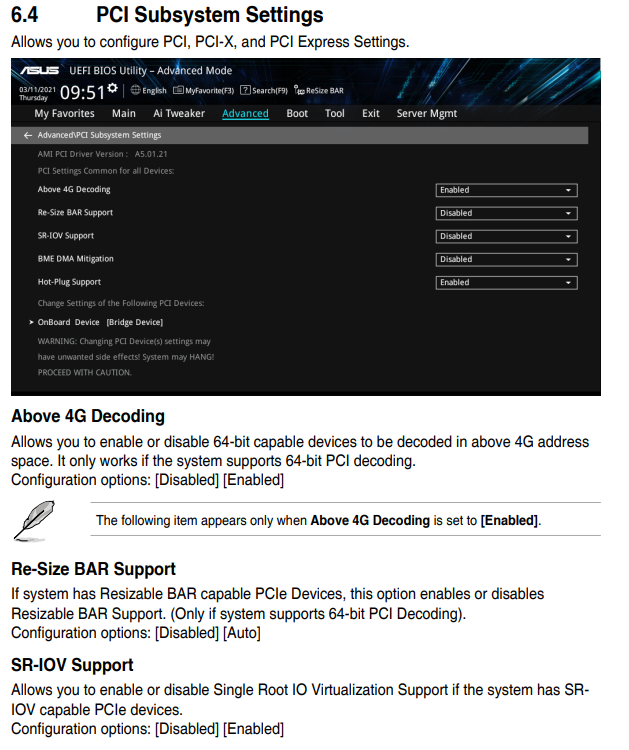 6.4 PCI Subsystem Settings
Allows you to configure PCI, PCI-X, and PCI Express Settings.
ASUS UEFI BIOS Utility – Advanced Mode
03/11/2021 Thursday 09:51 English MyFavorite(F3) Search(F9) ReSize BAR
My Favorites Main Ai Tweaker Advanced Boot Tool Exit Server Mgmt
← Advanced\PCI Subsystem Settings
AMI PCI Driver Version : A5.01.21
PCI Settings Common for all Devices:
Above 4G Decoding Enabled
Re-Size BAR Support Disabled
SR-IOV Support Disabled
BME DMA Mitigation Disabled
Hot-Plug Support Enabled
Change Settings of the Following PCI Devices:
> OnBoard Device [Bridge Device]
WARNING: Changing PCI Device(s) settings may
have unwanted side effects! System may HANG!
PROCEED WITH CAUTION.
Above 4G Decoding
Allows you to enable or disable 64-bit capable devices to be decoded in above 4G address
space. It only works if the system supports 64-bit PCI decoding.
Configuration options: [Disabled] [Enabled]
The following item appears only when Above 4G Decoding is set to [Enabled].
Re-Size BAR Support
If system has Resizable BAR capable PCIe Devices, this option enables or disables
Resizable BAR Support. (Only if system supports 64-bit PCI Decoding).
Configuration options: [Disabled] [Auto]
SR-IOV Support
Allows you to enable or disable Single Root IO Virtualization Support if the system has SR-
IOV capable PCIe devices.
Configuration options: [Disabled] [Enabled]